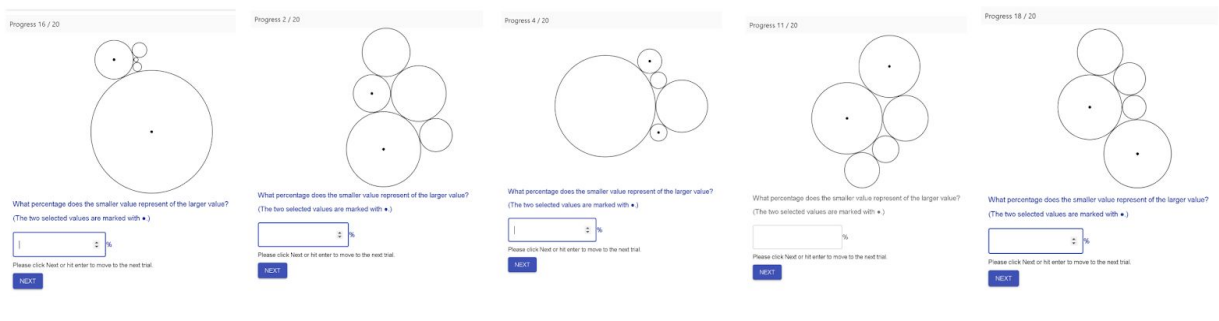 Progress 16 / 20
What percentage does the smaller value represent of the larger value?
(The two selected values are marked with •.)
%
Please click Next or hit enter to move to the next trial.
NEXT
Progress 2 / 20
What percentage does the smaller value represent of the larger value?
(The two selected values are marked with •.)
%
Please click Next or hit enter to move to the next trial.
NEXT
Progress 4 / 20
What percentage does the smaller value represent of the larger value?
(The two selected values are marked with •.)
%
Please click Next or hit enter to move to the next trial.
NEXT
Progress 11 / 20
What percentage does the smaller value represent of the larger value?
(The two selected values are marked with •.)
%
Please click Next or hit enter to move to the next trial.
NEXT
Progress 18 / 20
What percentage does the smaller value represent of the larger value?
(The two selected values are marked with •.)
%
Please click Next or hit enter to move to the next trial.
NEXT